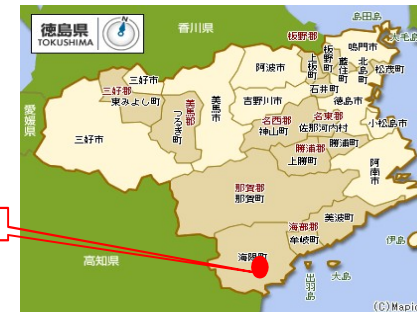 徳島県
TOKUSHIMA
香川県
島田島
大毛島
板野郡
鳴門市
板野町
上板町
藍住町
北島町
松茂町
三好市
三好郡
東みよし町
阿波市
石井町
美馬市
美馬郡
つるぎ町
吉野川市
徳島市
愛媛県
名西郡
神山町
名東郡
佐那河内村
小松島市
三好市
勝浦町
勝浦郡
上勝町
阿南市
那賀郡
那賀町
美波町
海部郡
牟岐町
伊島
海陽町
高知県
出羽島
大島
(C)Mapio